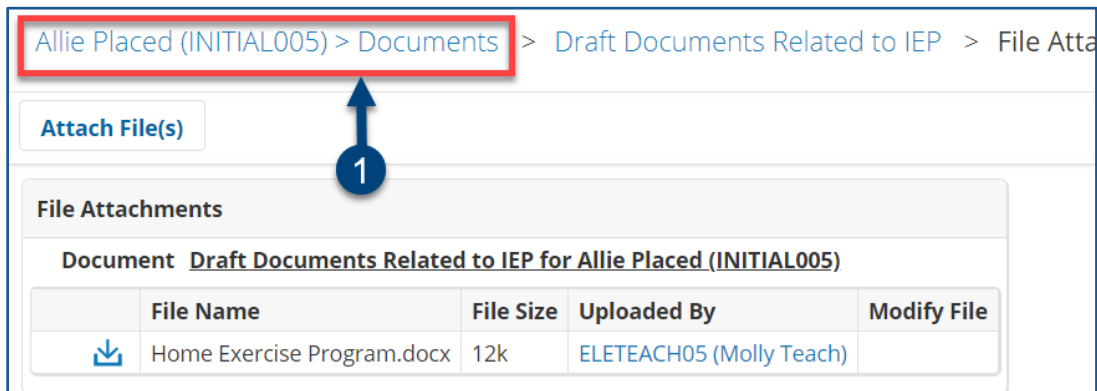 Allie Placed (INITIAL005) > Documents > Draft Documents Related to IEP > File Atta
Attach File(s)
1
File Attachments
Document Draft Documents Related to IEP for Allie Placed (INITIAL005)
File Name File Size Uploaded By Modify File
Home Exercise Program.docx 12k ELETEACH05 (Molly Teach)